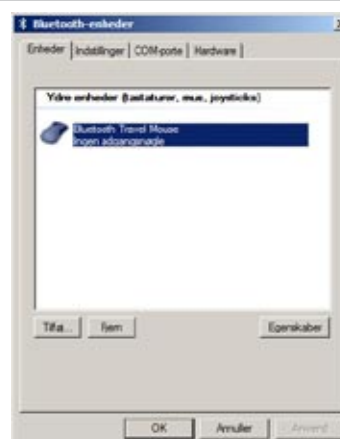 Bluetooth-enheder
Enheder Indstillinger COM-porte Hardware
Ydre enheder (tastaturer, mus, joysticks)
Bluetooth Travel Mouse
Ingen adgangsnøgle
Tilføj... Fjern Egenskaber
OK Annuller Anvend